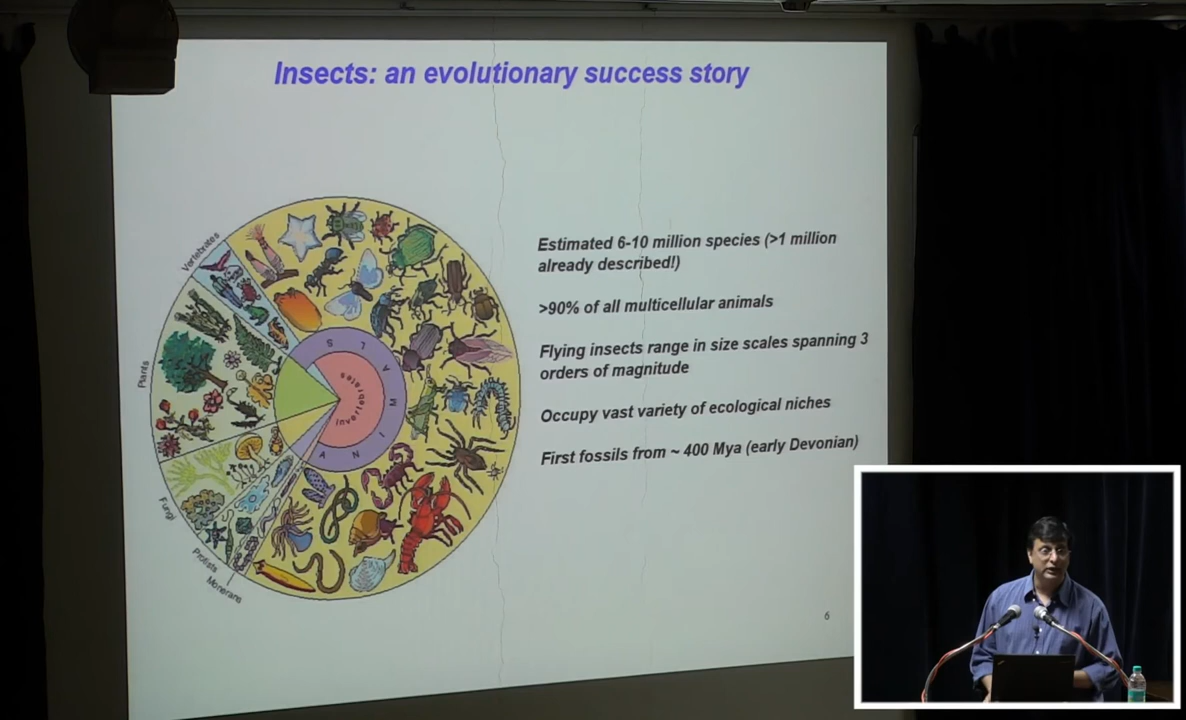 Insects: an evolutionary success story
Vertebrates
Plants
Fungi
Protists
Monerans
ANIMALS
Invertebrates
Estimated 6-10 million species (>1 million
already described!)
>90% of all multicellular animals
Flying insects range in size scales spanning 3
orders of magnitude
Occupy vast variety of ecological niches
First fossils from ~ 400 Mya (early Devonian)
6